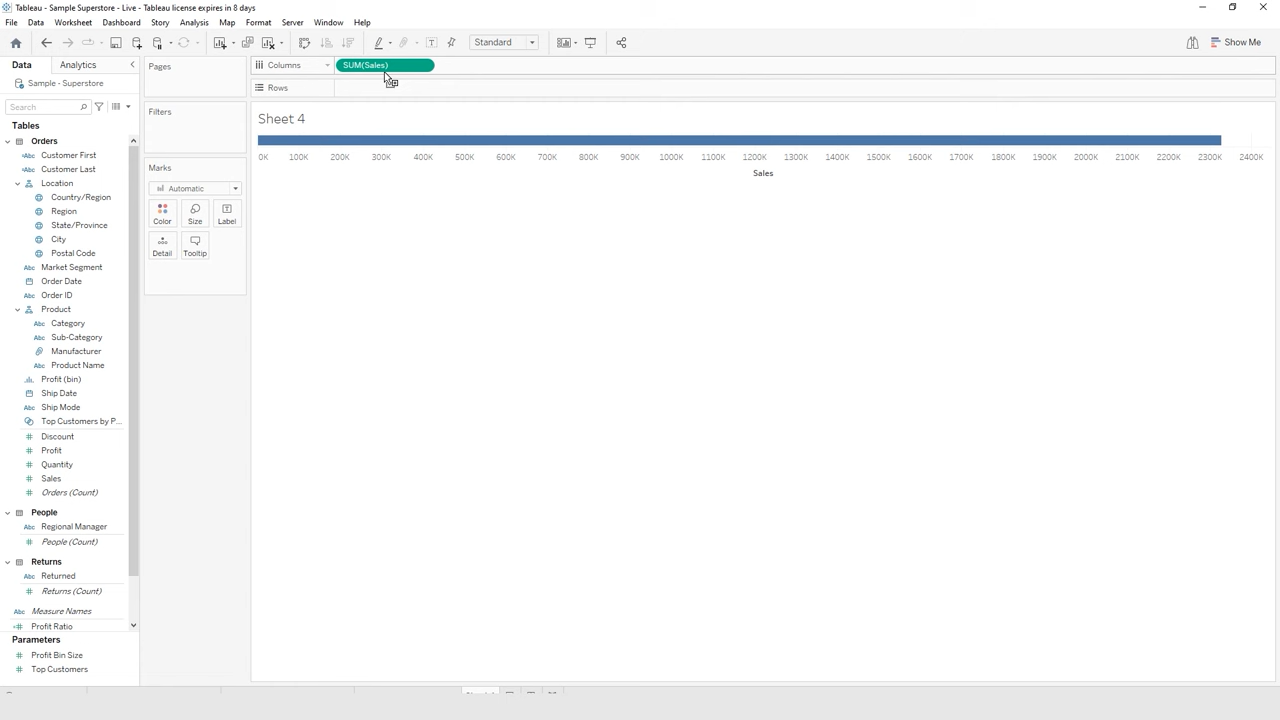 Tableau - Sample Superstore - Live - Tableau license expires in 8 days
File Data Worksheet Dashboard Story Analysis Map Format Server Window Help
Standard Show Me
Data Analytics
Sample - Superstore
Search
Tables
Orders
Customer First
Customer Last
Location
Country/Region
Region
State/Province
City
Postal Code
Market Segment
Order Date
Order ID
Product
Category
Sub-Category
Manufacturer
Product Name
Profit (bin)
Ship Date
Ship Mode
Top Customers by P...
Discount
Profit
Quantity
Sales
Orders (Count)
People
Regional Manager
People (Count)
Returns
Returned
Returns (Count)
Measure Names
Profit Ratio
Parameters
Profit Bin Size
Top Customers
Pages
Filters
Marks
Automatic
Color Size Label
Detail Tooltip
Columns SUM(Sales)
Rows
Sheet 4
0K 100K 200K 300K 400K 500K 600K 700K 800K 900K 1000K 1100K 1200K 1300K 1400K 1500K 1600K 1700K 1800K 1900K 2000K 2100K 2200K 2300K 2400K
Sales